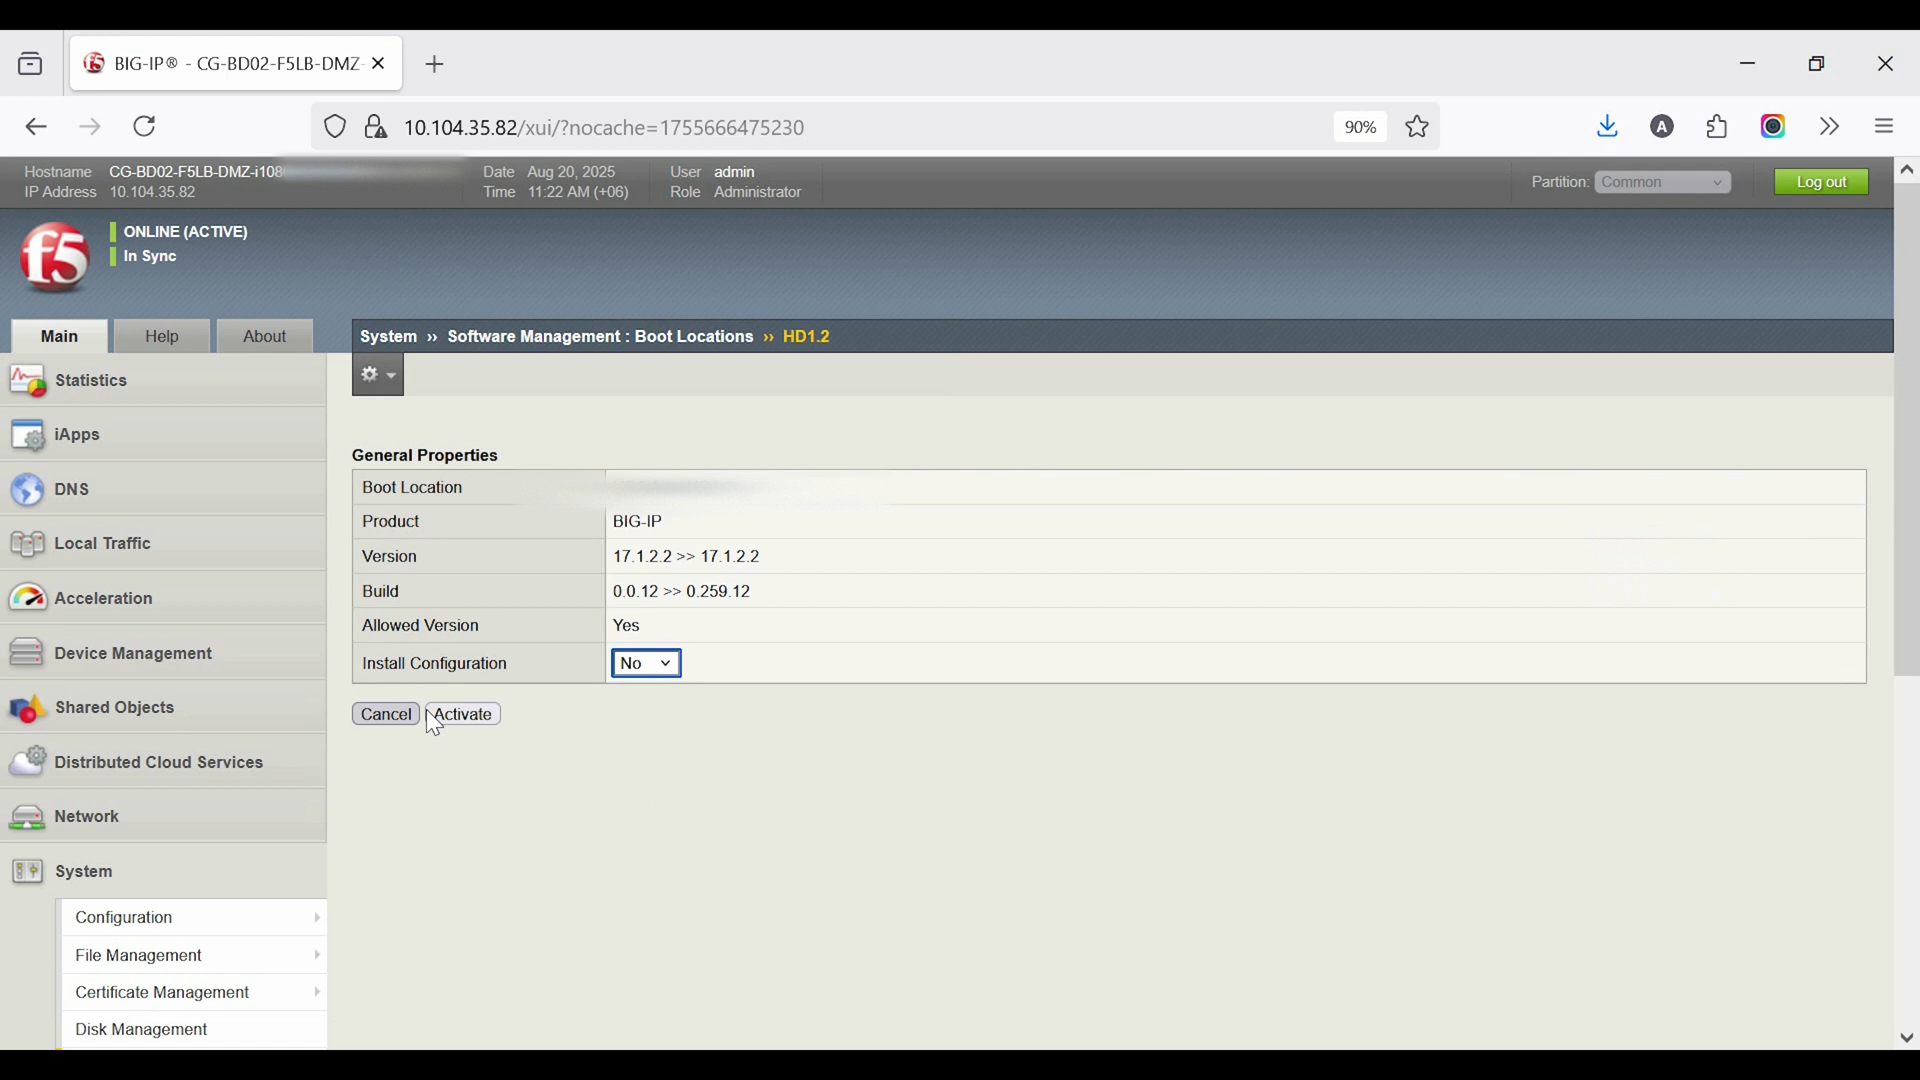 BIG-IP® - CG-BD02-F5LB-DMZ-
10.104.35.82/xui/?nocache=1755666475230
90%
A
Hostname CG-BD02-F5LB-DMZ-i108
IP Address 10.104.35.82
Date Aug 20, 2025
Time 11:22 AM (+06)
User admin
Role Administrator
Partition: Common
Log out
f5
ONLINE (ACTIVE)
In Sync
Main
Help
About
System ›› Software Management : Boot Locations ›› HD1.2
Statistics
iApps
DNS
Local Traffic
Acceleration
Device Management
Shared Objects
Distributed Cloud Services
Network
System
Configuration
File Management
Certificate Management
Disk Management
General Properties
Boot Location
Product BIG-IP
Version 17.1.2.2 >> 17.1.2.2
Build 0.0.12 >> 0.259.12
Allowed Version Yes
Install Configuration No
Cancel Activate